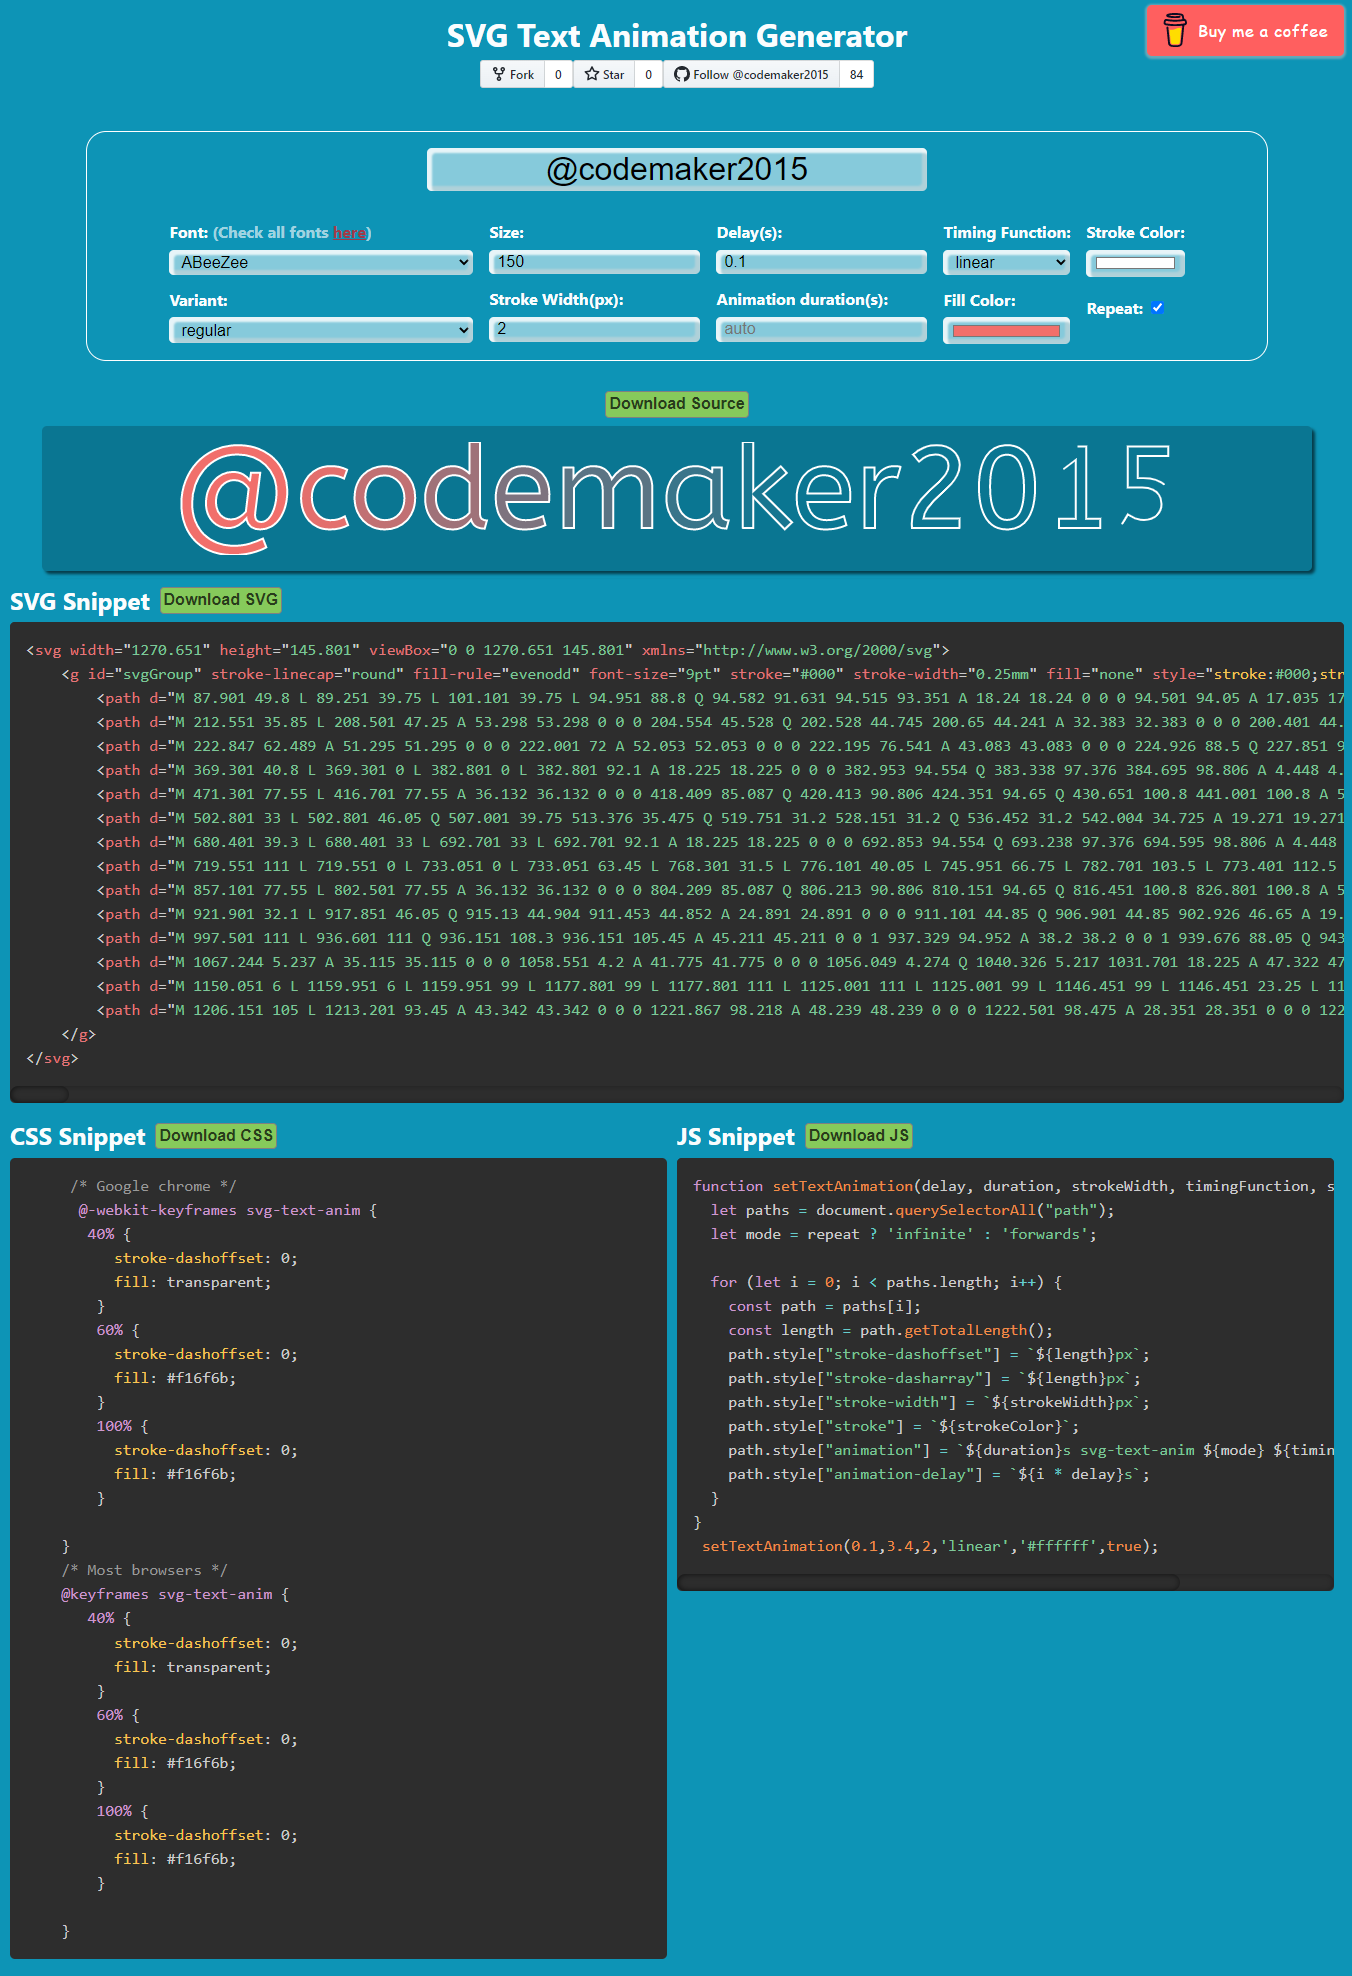 SVG Text Animation Generator
Buy me a coffee
Fork 0 Star 0 Follow @codemaker2015 84
@codemaker2015
Font: (Check all fonts here) Size: Delay(s): Timing Function: Stroke Color:
ABeeZee 150 0.1 linear
Variant: Stroke Width(px): Animation duration(s): Fill Color: Repeat:
regular 2 auto
Download Source
@codemaker2015
SVG Snippet Download SVG
<svg width="1270.651" height="145.801" viewBox="0 0 1270.651 145.801" xmlns="http://www.w3.org/2000/svg">
<g id="svgGroup" stroke-linecap="round" fill-rule="evenodd" font-size="9pt" stroke="#000" stroke-width="0.25mm" fill="none" style="stroke:#000;str
<path d="M 87.901 49.8 L 89.251 39.75 L 101.101 39.75 L 94.951 88.8 Q 94.582 91.631 94.515 93.351 A 18.24 18.24 0 0 0 94.501 94.05 A 17.035 17
<path d="M 212.551 35.85 L 208.501 47.25 A 53.298 53.298 0 0 0 204.554 45.528 Q 202.528 44.745 200.65 44.241 A 32.383 32.383 0 0 0 200.401 44.
<path d="M 222.847 62.489 A 51.295 51.295 0 0 0 222.001 72 A 52.053 52.053 0 0 0 222.195 76.541 A 43.083 43.083 0 0 0 224.926 88.5 Q 227.851 9
<path d="M 369.301 40.8 L 369.301 0 L 382.801 0 L 382.801 92.1 A 18.225 18.225 0 0 0 382.953 94.554 Q 383.338 97.376 384.695 98.806 A 4.448 4.
<path d="M 471.301 77.55 L 416.701 77.55 A 36.132 36.132 0 0 0 418.409 85.087 Q 420.413 90.806 424.351 94.65 Q 430.651 100.8 441.001 100.8 A 5
<path d="M 502.801 33 L 502.801 46.05 Q 507.001 39.75 513.376 35.475 Q 519.751 31.2 528.151 31.2 Q 536.452 31.2 542.004 34.725 A 19.271 19.271
<path d="M 680.401 39.3 L 680.401 33 L 692.701 33 L 692.701 92.1 A 18.225 18.225 0 0 0 692.853 94.554 Q 693.238 97.376 694.595 98.806 A 4.448
<path d="M 719.551 111 L 719.551 0 L 733.051 0 L 733.051 63.45 L 768.301 31.5 L 776.101 40.05 L 745.951 66.75 L 782.701 103.5 L 773.401 112.5
<path d="M 857.101 77.55 L 802.501 77.55 A 36.132 36.132 0 0 0 804.209 85.087 Q 806.213 90.806 810.151 94.65 Q 816.451 100.8 826.801 100.8 A 5
<path d="M 921.901 32.1 L 917.851 46.05 Q 915.13 44.904 911.453 44.852 A 24.891 24.891 0 0 0 911.101 44.85 Q 906.901 44.85 902.926 46.65 A 19.
<path d="M 997.501 111 L 936.601 111 Q 936.151 108.3 936.151 105.45 A 45.211 45.211 0 0 1 937.329 94.952 A 38.2 38.2 0 0 1 939.676 88.05 Q 943
<path d="M 1067.244 5.237 A 35.115 35.115 0 0 0 1058.551 4.2 A 41.775 41.775 0 0 0 1056.049 4.274 Q 1040.326 5.217 1031.701 18.225 A 47.322 47
<path d="M 1150.051 6 L 1159.951 6 L 1159.951 99 L 1177.801 99 L 1177.801 111 L 1125.001 111 L 1125.001 99 L 1146.451 99 L 1146.451 23.25 L 11
<path d="M 1206.151 105 L 1213.201 93.45 A 43.342 43.342 0 0 0 1221.867 98.218 A 48.239 48.239 0 0 0 1222.501 98.475 A 28.351 28.351 0 0 0 122
</g>
</svg>
CSS Snippet Download CSS
/* Google chrome */
@-webkit-keyframes svg-text-anim {
40% {
stroke-dashoffset: 0;
fill: transparent;
}
60% {
stroke-dashoffset: 0;
fill: #f16f6b;
}
100% {
stroke-dashoffset: 0;
fill: #f16f6b;
}
}
/* Most browsers */
@keyframes svg-text-anim {
40% {
stroke-dashoffset: 0;
fill: transparent;
}
60% {
stroke-dashoffset: 0;
fill: #f16f6b;
}
100% {
stroke-dashoffset: 0;
fill: #f16f6b;
}
}
JS Snippet Download JS
function setTextAnimation(delay, duration, strokeWidth, timingFunction, s
let paths = document.querySelectorAll("path");
let mode = repeat ? 'infinite' : 'forwards';
for (let i = 0; i < paths.length; i++) {
const path = paths[i];
const length = path.getTotalLength();
path.style["stroke-dashoffset"] = `${length}px`;
path.style["stroke-dasharray"] = `${length}px`;
path.style["stroke-width"] = `${strokeWidth}px`;
path.style["stroke"] = `${strokeColor}`;
path.style["animation"] = `${duration}s svg-text-anim ${mode} ${timin
path.style["animation-delay"] = `${i * delay}s`;
}
}
setTextAnimation(0.1,3.4,2,'linear','#ffffff',true);